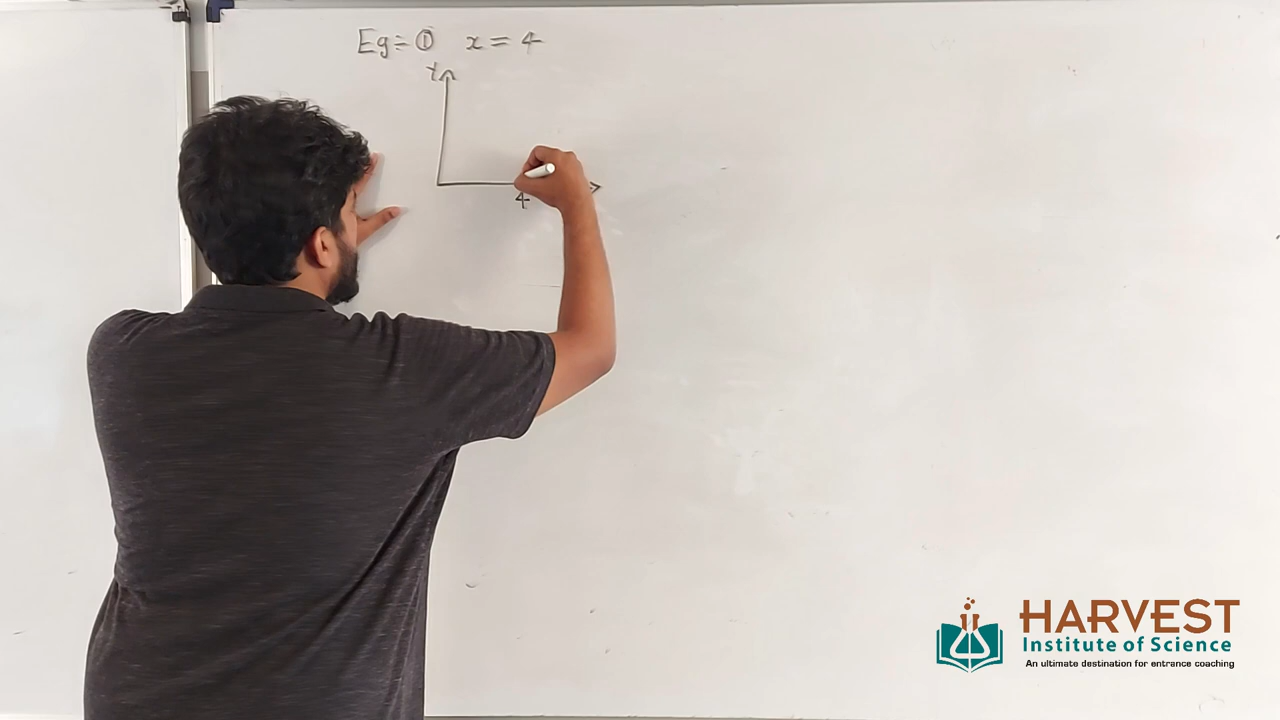 Eg÷ ① x = 4
Y
4
HARVEST
Institute of Science
An ultimate destination for entrance coaching